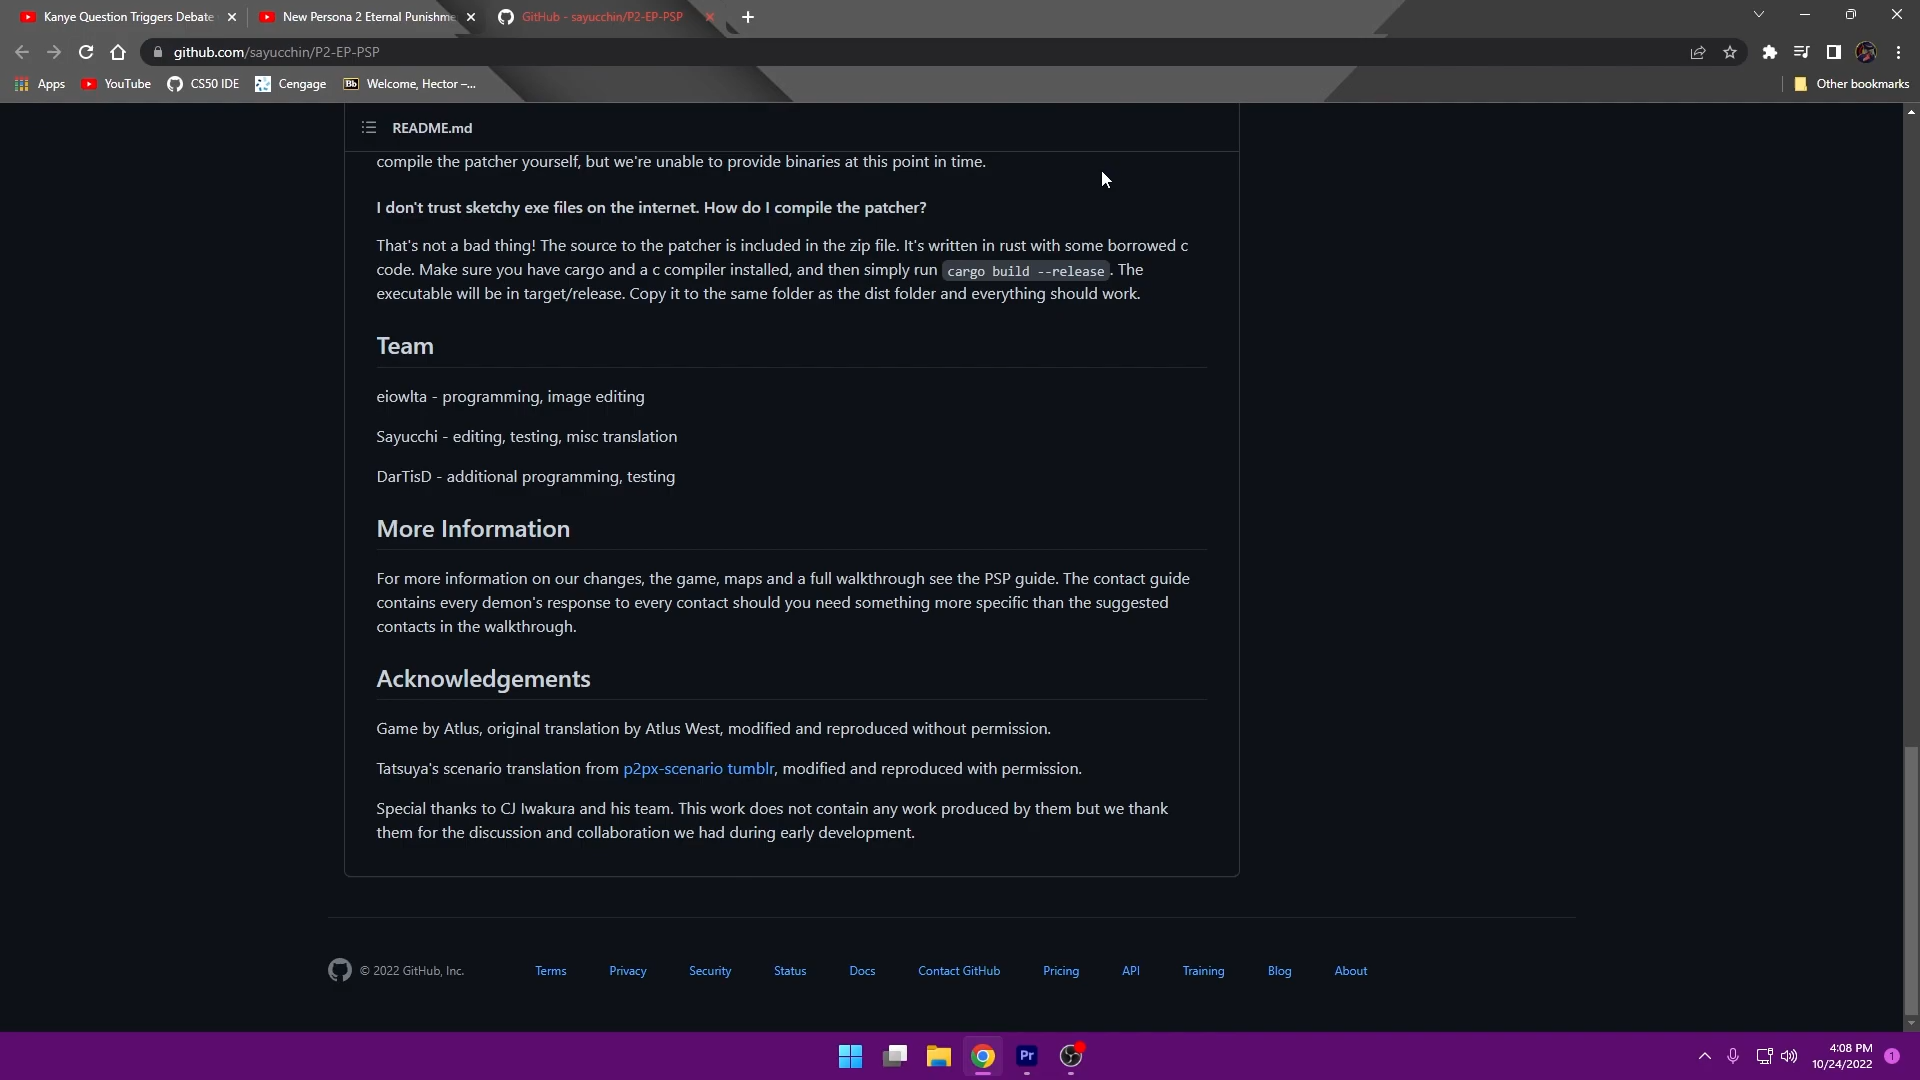 Kanye Question Triggers Debate
New Persona 2 Eternal Punishme
GitHub - sayucchin/P2-EP-PSP
github.com/sayucchin/P2-EP-PSP
Apps
YouTube
CS50 IDE
Cengage
Bb
Welcome, Hector –...
Other bookmarks
README.md
compile the patcher yourself, but we're unable to provide binaries at this point in time.
I don't trust sketchy exe files on the internet. How do I compile the patcher?
That's not a bad thing! The source to the patcher is included in the zip file. It's written in rust with some borrowed c
code. Make sure you have cargo and a c compiler installed, and then simply run cargo build --release. The
executable will be in target/release. Copy it to the same folder as the dist folder and everything should work.
Team
eiowlta - programming, image editing
Sayucchi - editing, testing, misc translation
DarTisD - additional programming, testing
More Information
For more information on our changes, the game, maps and a full walkthrough see the PSP guide. The contact guide
contains every demon's response to every contact should you need something more specific than the suggested
contacts in the walkthrough.
Acknowledgements
Game by Atlus, original translation by Atlus West, modified and reproduced without permission.
Tatsuya's scenario translation from p2px-scenario tumblr, modified and reproduced with permission.
Special thanks to CJ Iwakura and his team. This work does not contain any work produced by them but we thank
them for the discussion and collaboration we had during early development.
© 2022 GitHub, Inc.
Terms
Privacy
Security
Status
Docs
Contact GitHub
Pricing
API
Training
Blog
About
Pr
4:08 PM
10/24/2022
1